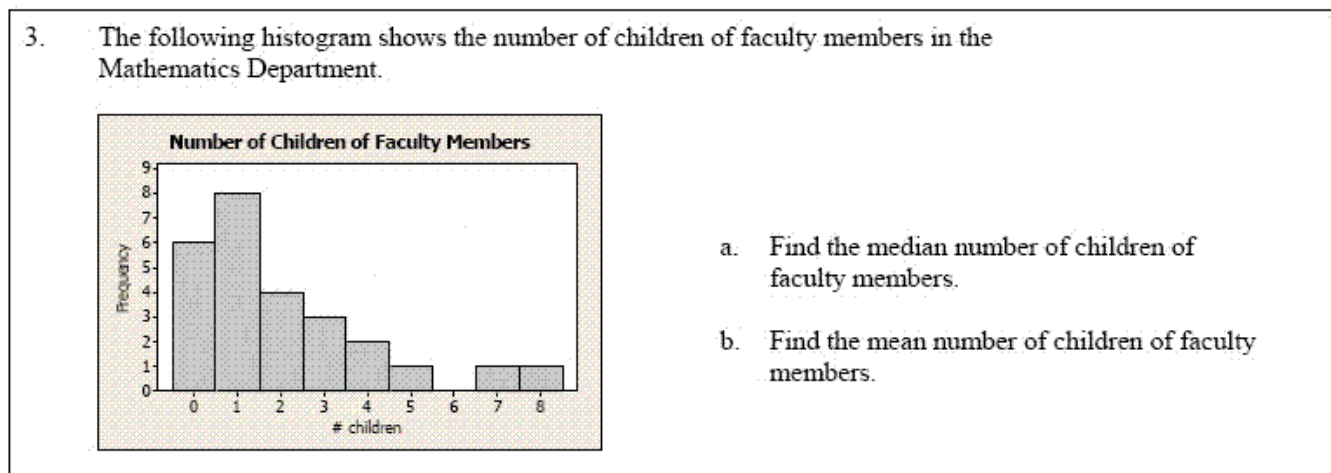 3. The following histogram shows the number of children of faculty members in the
Mathematics Department.
Number of Children of Faculty Members
9
8
7
6
5
4
3
2
1
0
Frequency
0 1 2 3 4 5 6 7 8
# children
a. Find the median number of children of
faculty members.
b. Find the mean number of children of faculty
members.